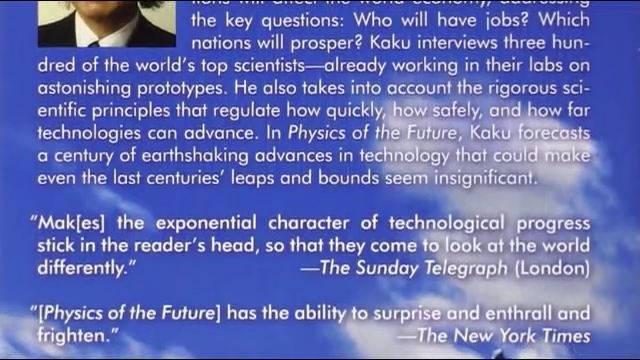 tions will affect the world economy, addressing
the key questions: Who will have jobs? Which
nations will prosper? Kaku interviews three hun-
dred of the world's top scientists—already working in their labs on
astonishing prototypes. He also takes into account the rigorous sci-
entific principles that regulate how quickly, how safely, and how far
technologies can advance. In Physics of the Future, Kaku forecasts
a century of earthshaking advances in technology that could make
even the last centuries' leaps and bounds seem insignificant.
"Mak[es] the exponential character of technological progress
stick in the reader's head, so that they come to look at the world
differently." —The Sunday Telegraph (London)
"[Physics of the Future] has the ability to surprise and enthrall and
frighten." —The New York Times